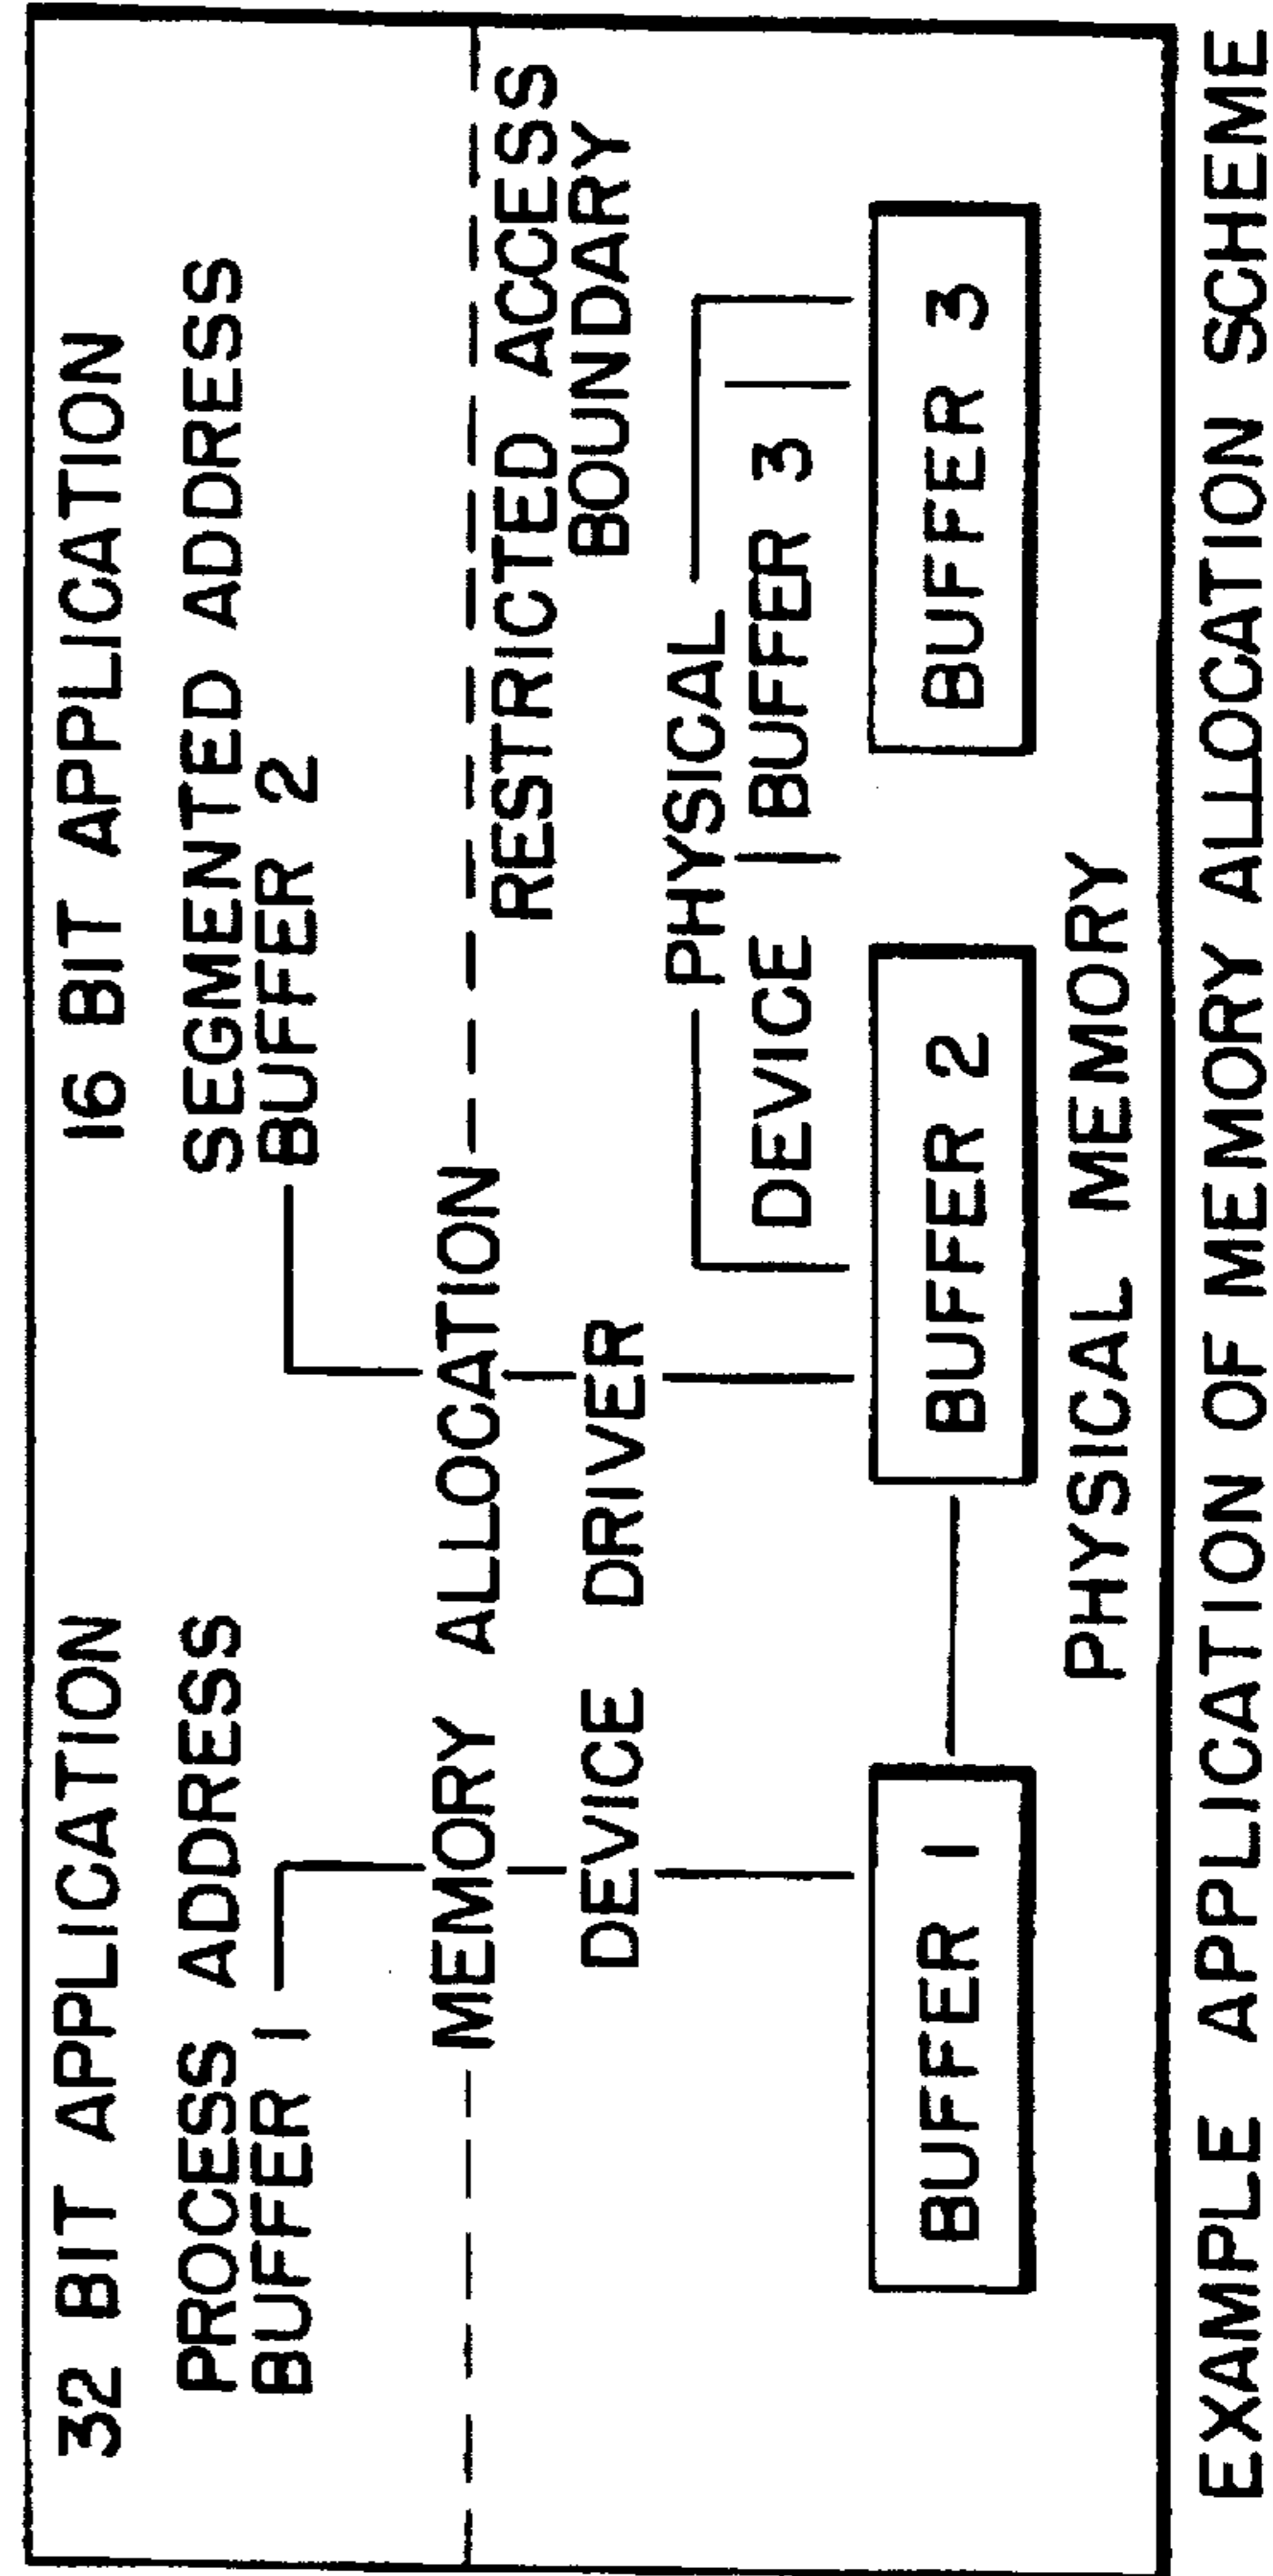 32 BIT APPLICATION
16 BIT APPLICATION
PROCESS ADDRESS
BUFFER 1
SEGMENTED ADDRESS
BUFFER 2
MEMORY ALLOCATION
DEVICE DRIVER
RESTRICTED ACCESS
BOUNDARY
PHYSICAL
DEVICE
BUFFER 3
BUFFER 1
BUFFER 2
BUFFER 3
PHYSICAL MEMORY
EXAMPLE APPLICATION OF MEMORY ALLOCATION SCHEME